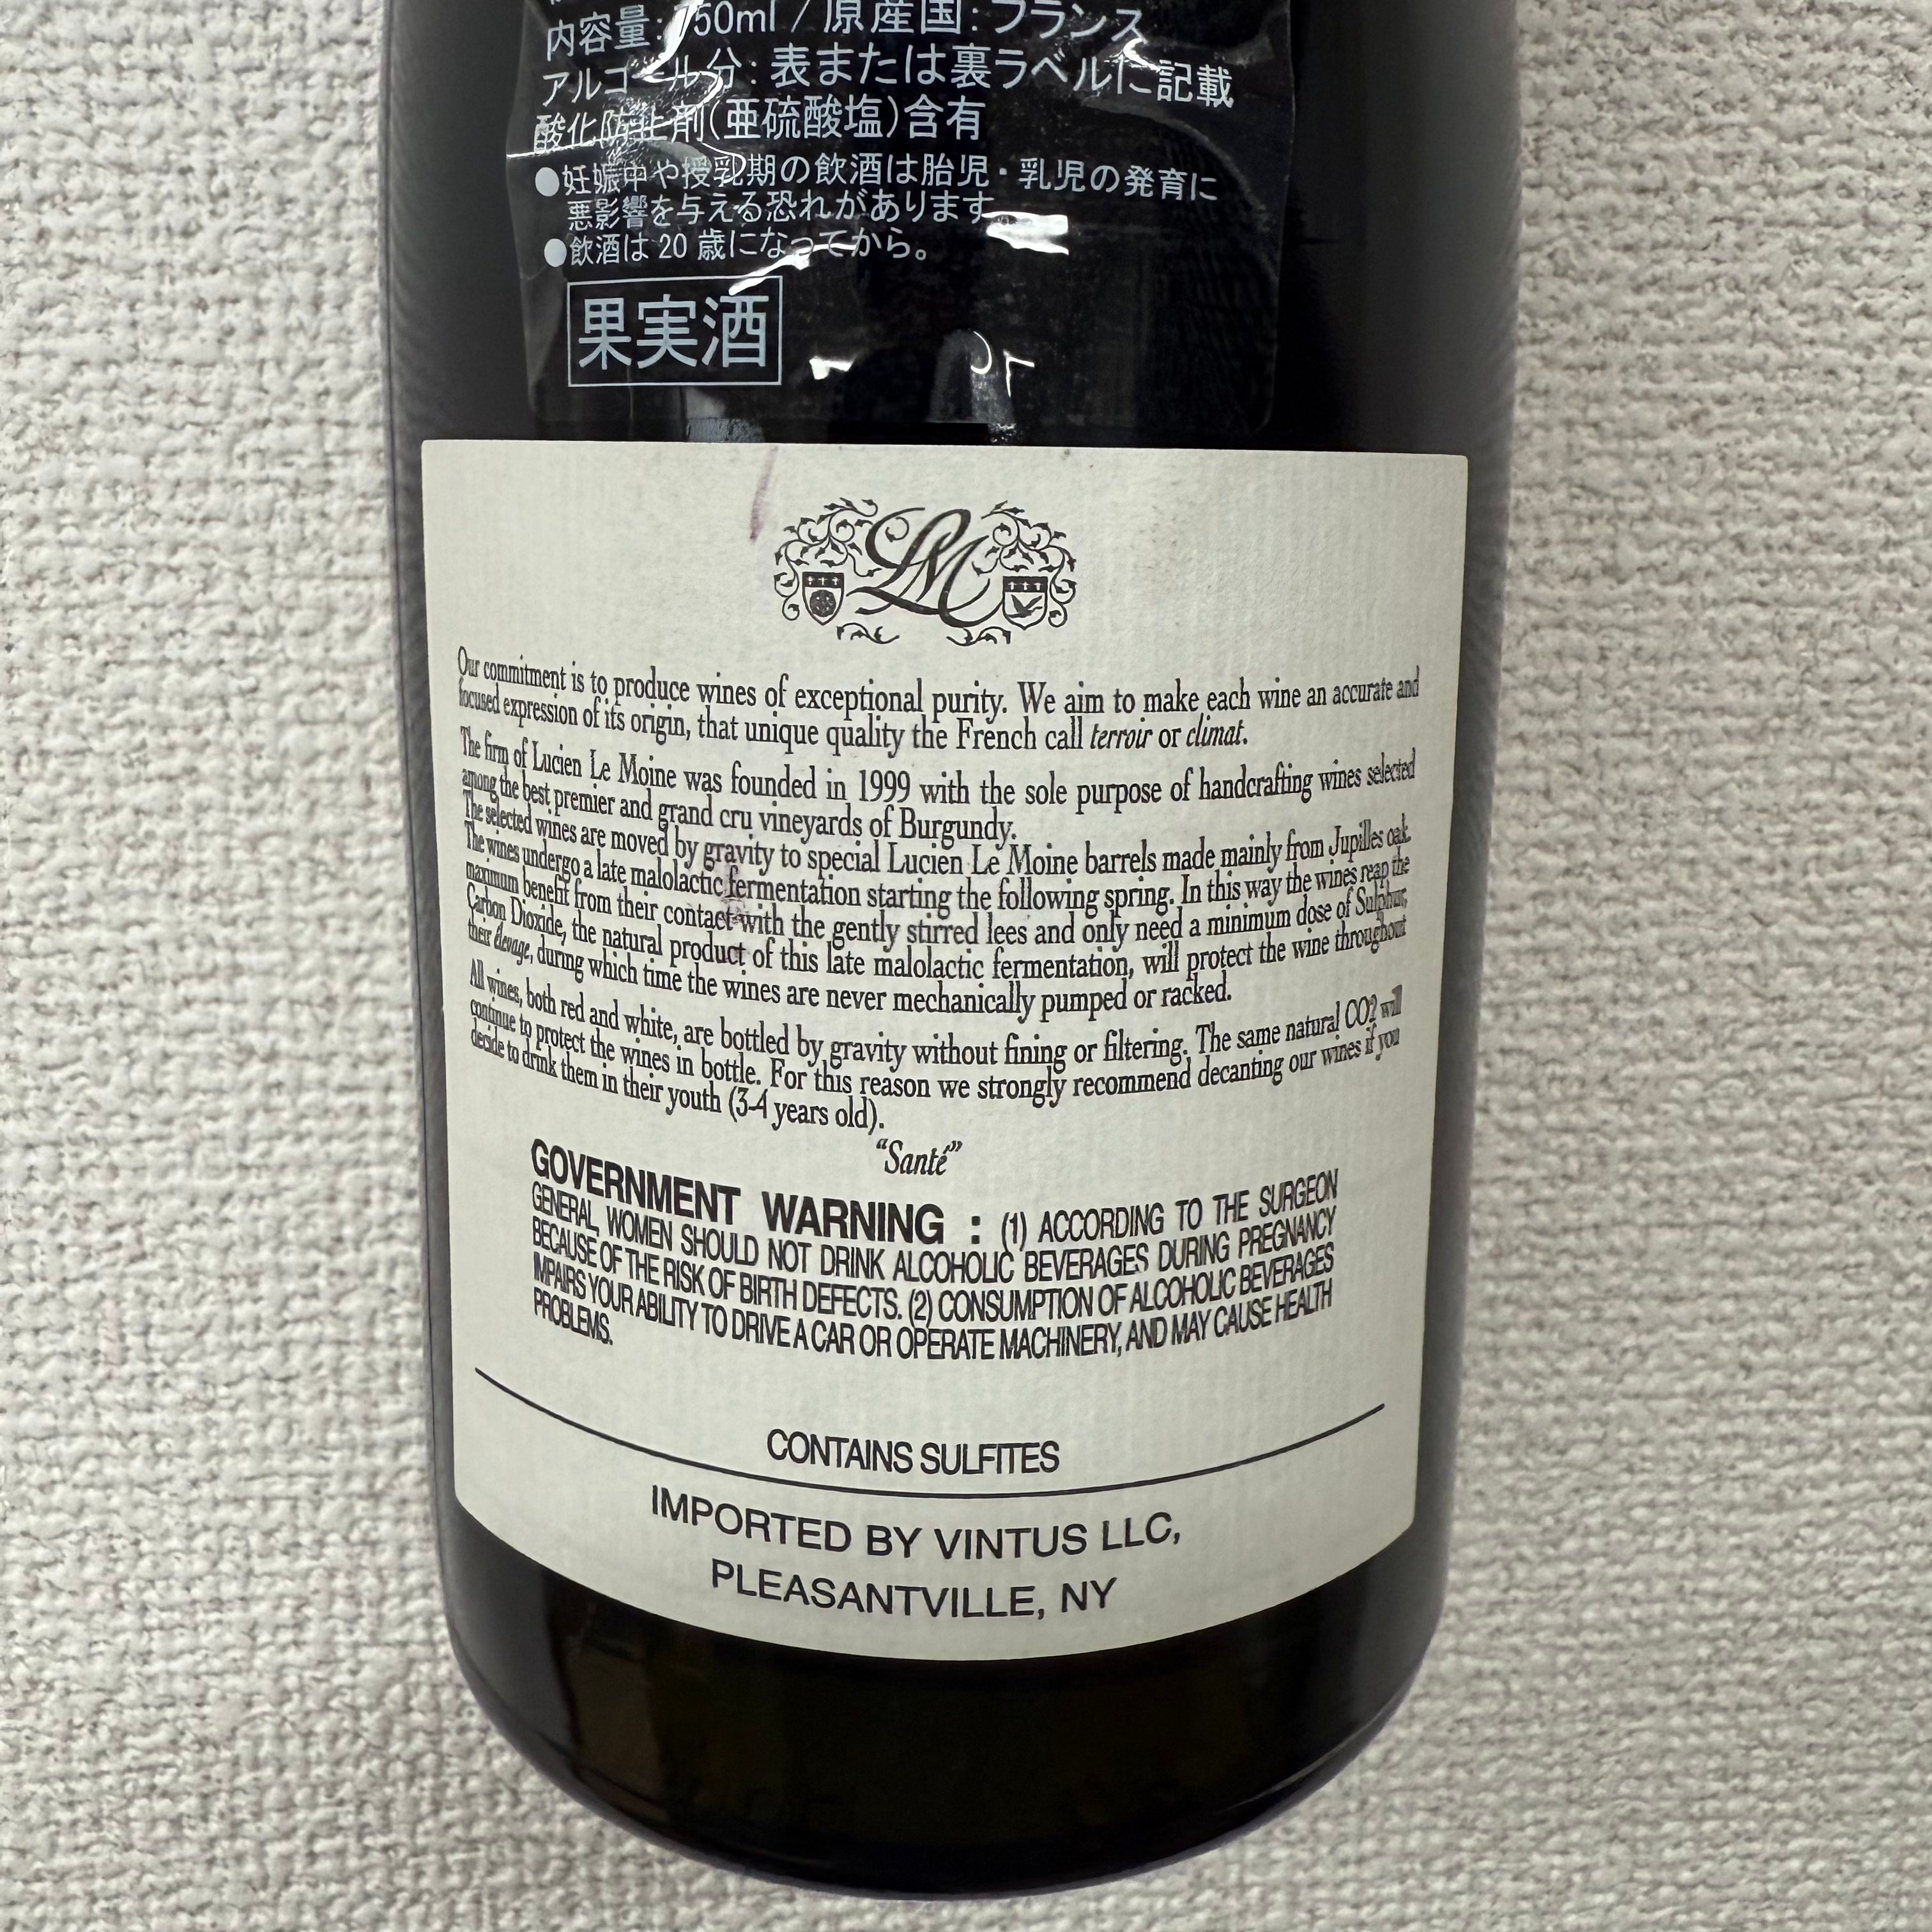 内容量: 750ml / 原産国: フランス
アルコール分: 表または裏ラベルに記載
酸化防止剤(亜硫酸塩)含有
●妊娠中や授乳期の飲酒は胎児・乳児の発育に
悪影響を与える恐れがあります
●飲酒は 20 歳になってから。
果実酒
LM
Our commitment is to produce wines of exceptional purity. We aim to make each wine an accurate and
focused expression of its origin, that unique quality the French call terroir or climat.
The firm of Lucien Le Moine was founded in 1999 with the sole purpose of handcrafting wines selected
among the best premier and grand cru vineyards of Burgundy.
The selected wines are moved by gravity to special Lucien Le Moine barrels made mainly from Jupilles oak.
The wines undergo a late malolactic fermentation starting the following spring. In this way the wines reap the
maximum benefit from their contact with the gently stirred lees and only need a minimum dose of Sulphur,
Carbon Dioxide, the natural product of this late malolactic fermentation, will protect the wine throughout
their élevage, during which time the wines are never mechanically pumped or racked.
All wines, both red and white, are bottled by gravity without fining or filtering. The same natural CO2 will
continue to protect the wines in bottle. For this reason we strongly recommend decanting our wines if you
decide to drink them in their youth (3-4 years old).
“Santé”
GOVERNMENT WARNING : (1) ACCORDING TO THE SURGEON
GENERAL, WOMEN SHOULD NOT DRINK ALCOHOLIC BEVERAGES DURING PREGNANCY
BECAUSE OF THE RISK OF BIRTH DEFECTS. (2) CONSUMPTION OF ALCOHOLIC BEVERAGES
IMPAIRS YOUR ABILITY TO DRIVE A CAR OR OPERATE MACHINERY, AND MAY CAUSE HEALTH
PROBLEMS.
CONTAINS SULFITES
IMPORTED BY VINTUS LLC,
PLEASANTVILLE, NY